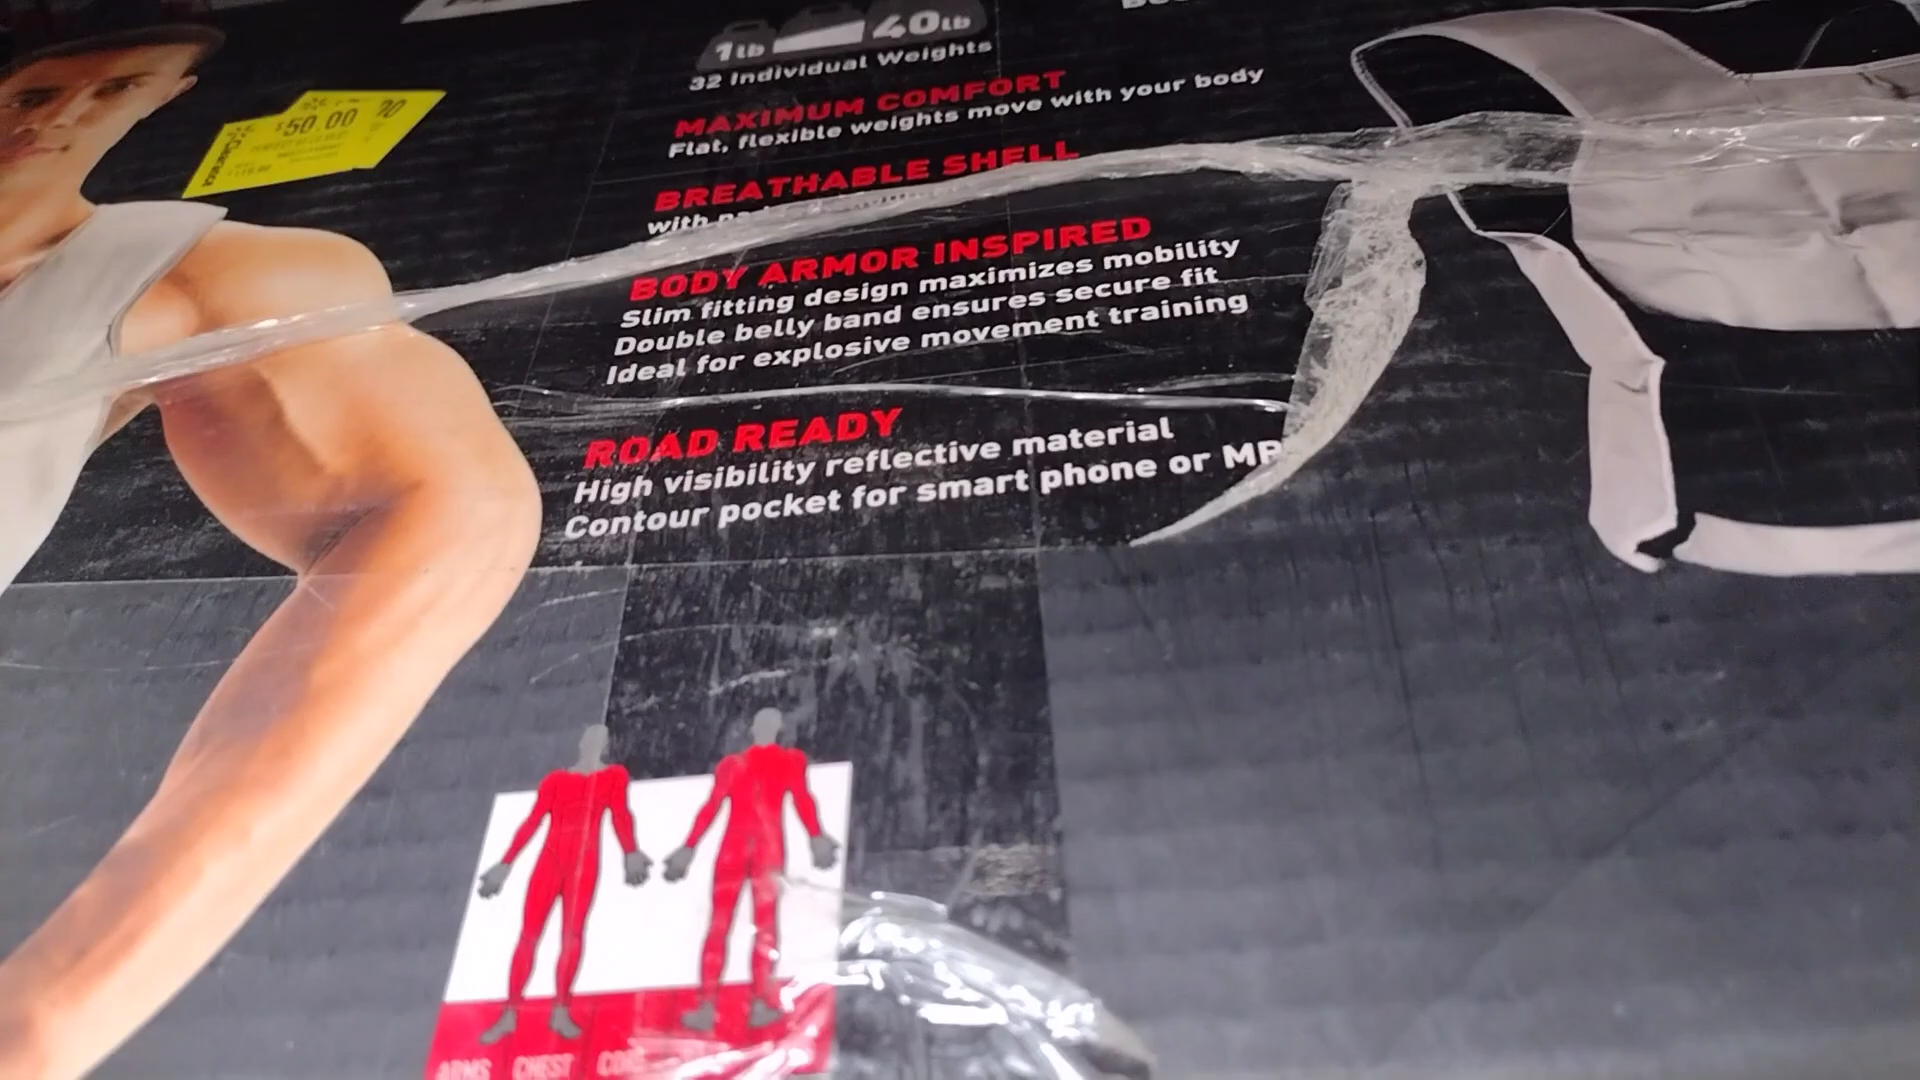 1lb
40lb
32 Individual Weights
MAXIMUM COMFORT
Flat, flexible weights move with your body
BREATHABLE SHELL
with
BODY ARMOR INSPIRED
Slim fitting design maximizes mobility
Double belly band ensures secure fit
Ideal for explosive movement training
ROAD READY
High visibility reflective material
Contour pocket for smart phone or MP
$50.00
ARMS CHEST